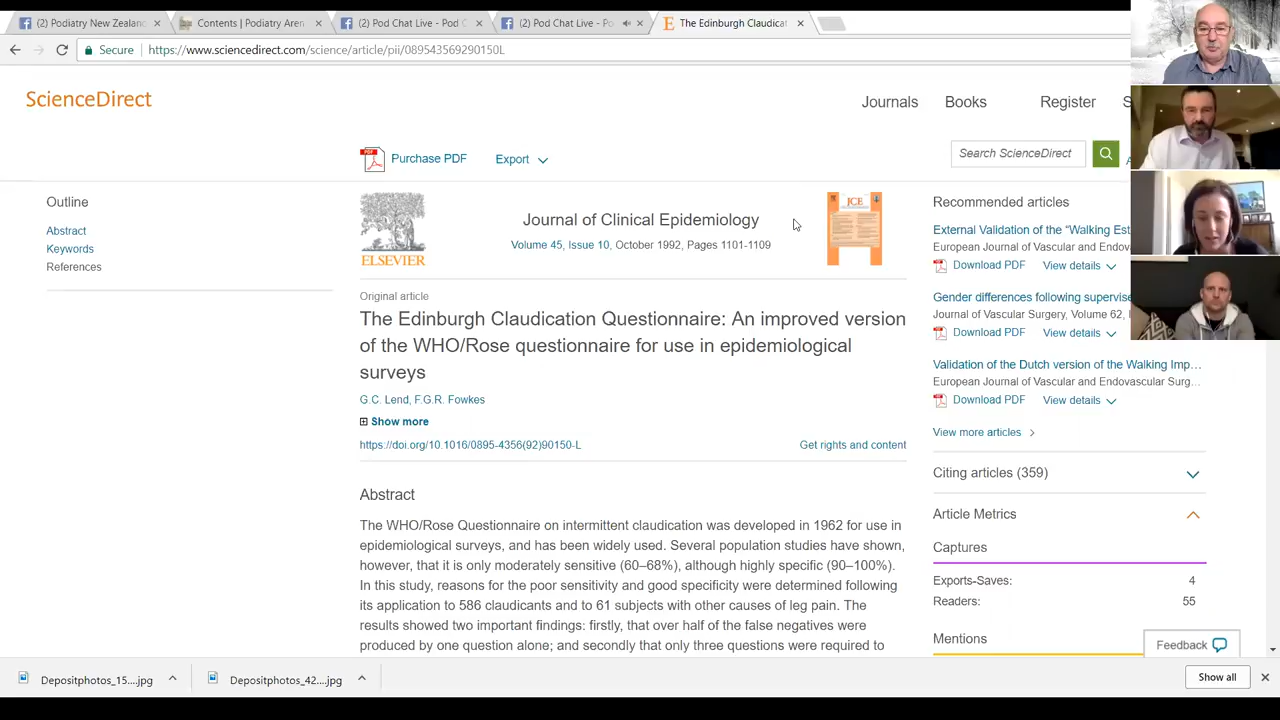 (2) Podiatry New Zealand
Contents | Podiatry Aren
(2) Pod Chat Live - Pod C
(2) Pod Chat Live - Po
The Edinburgh Claudicat
Secure
https://www.sciencedirect.com/science/article/pii/089543569290150L
ScienceDirect
Journals
Books
Register
S
Purchase PDF
Export
Search ScienceDirect
A
Outline
Abstract
Keywords
References
ELSEVIER
Journal of Clinical Epidemiology
Volume 45, Issue 10, October 1992, Pages 1101-1109
JCE
Original article
The Edinburgh Claudication Questionnaire: An improved version
of the WHO/Rose questionnaire for use in epidemiological
surveys
G.C. Lend, F.G.R. Fowkes
Show more
https://doi.org/10.1016/0895-4356(92)90150-L
Get rights and content
Abstract
The WHO/Rose Questionnaire on intermittent claudication was developed in 1962 for use in
epidemiological surveys, and has been widely used. Several population studies have shown,
however, that it is only moderately sensitive (60–68%), although highly specific (90–100%).
In this study, reasons for the poor sensitivity and good specificity were determined following
its application to 586 claudicants and to 61 subjects with other causes of leg pain. The
results showed two important findings: firstly, that over half of the false negatives were
produced by one question alone; and secondly that only three questions were required to
Recommended articles
External Validation of the “Walking Est
European Journal of Vascular and Endov
Download PDF
View details
Gender differences following supervise
Journal of Vascular Surgery, Volume 62, I
Download PDF
View details
Validation of the Dutch version of the Walking Imp…
European Journal of Vascular and Endovascular Surg…
Download PDF
View details
View more articles
Citing articles (359)
Article Metrics
Captures
Exports-Saves:
4
Readers:
55
Mentions
Feedback
Depositphotos_15....jpg
Depositphotos_42....jpg
Show all